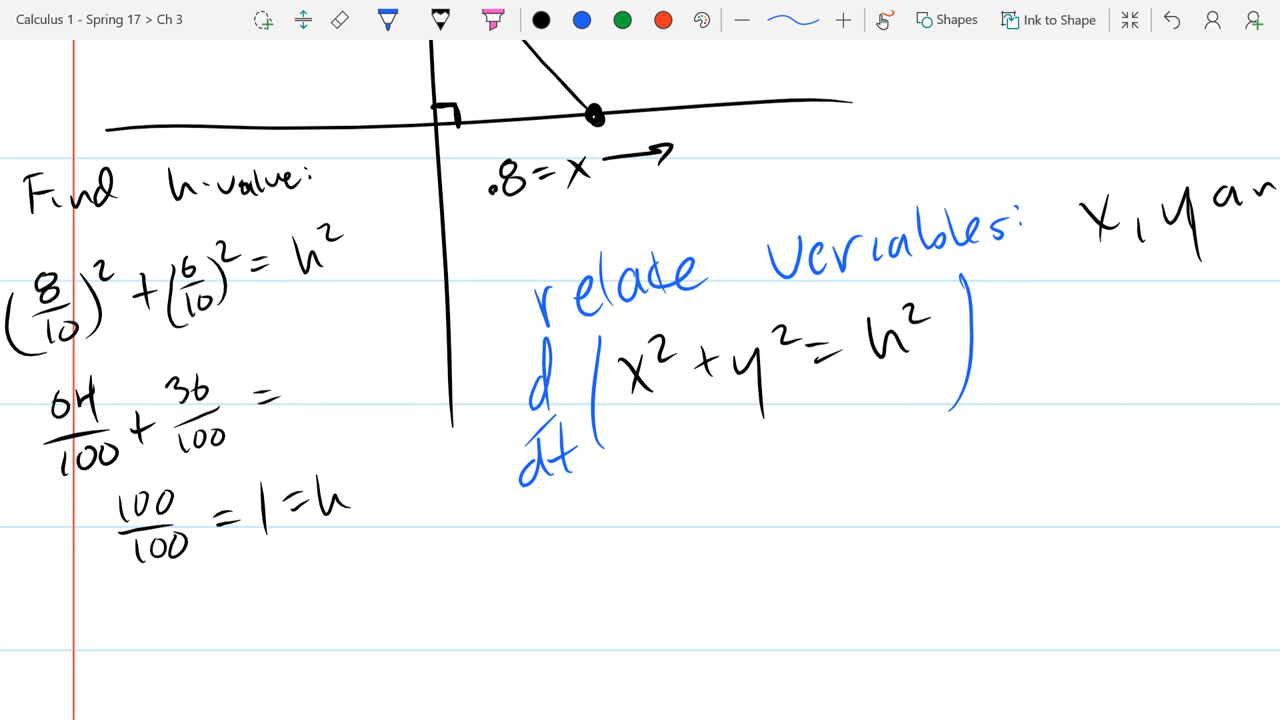 Calculus 1 - Spring 17 > Ch 3
Shapes
Ink to Shape
.8 = x →
Find h-value:
(8/10)² + (6/10)² = h²
64/100 + 36/100 =
100/100 = 1 = h
relate variables: x, y an
d/dt (x² + y² = h²)